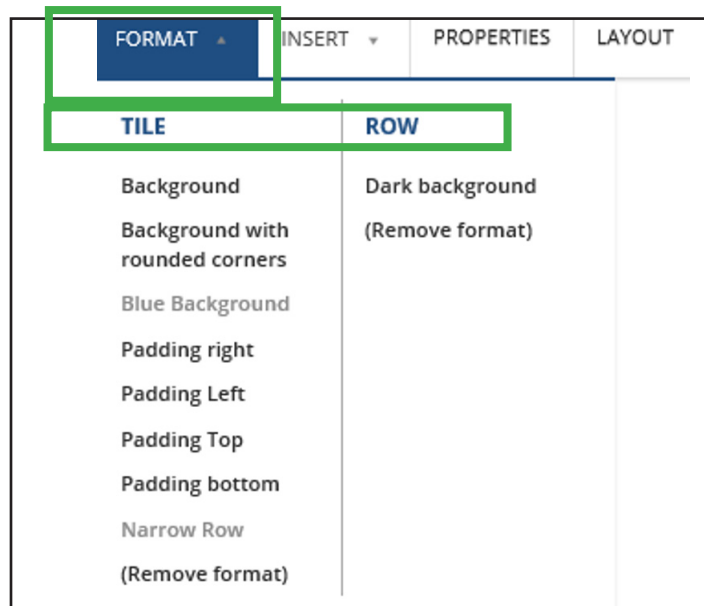 FORMAT INSERT PROPERTIES LAYOUT
TILE
Background
Background with
rounded corners
Blue Background
Padding right
Padding Left
Padding Top
Padding bottom
Narrow Row
(Remove format)
ROW
Dark background
(Remove format)